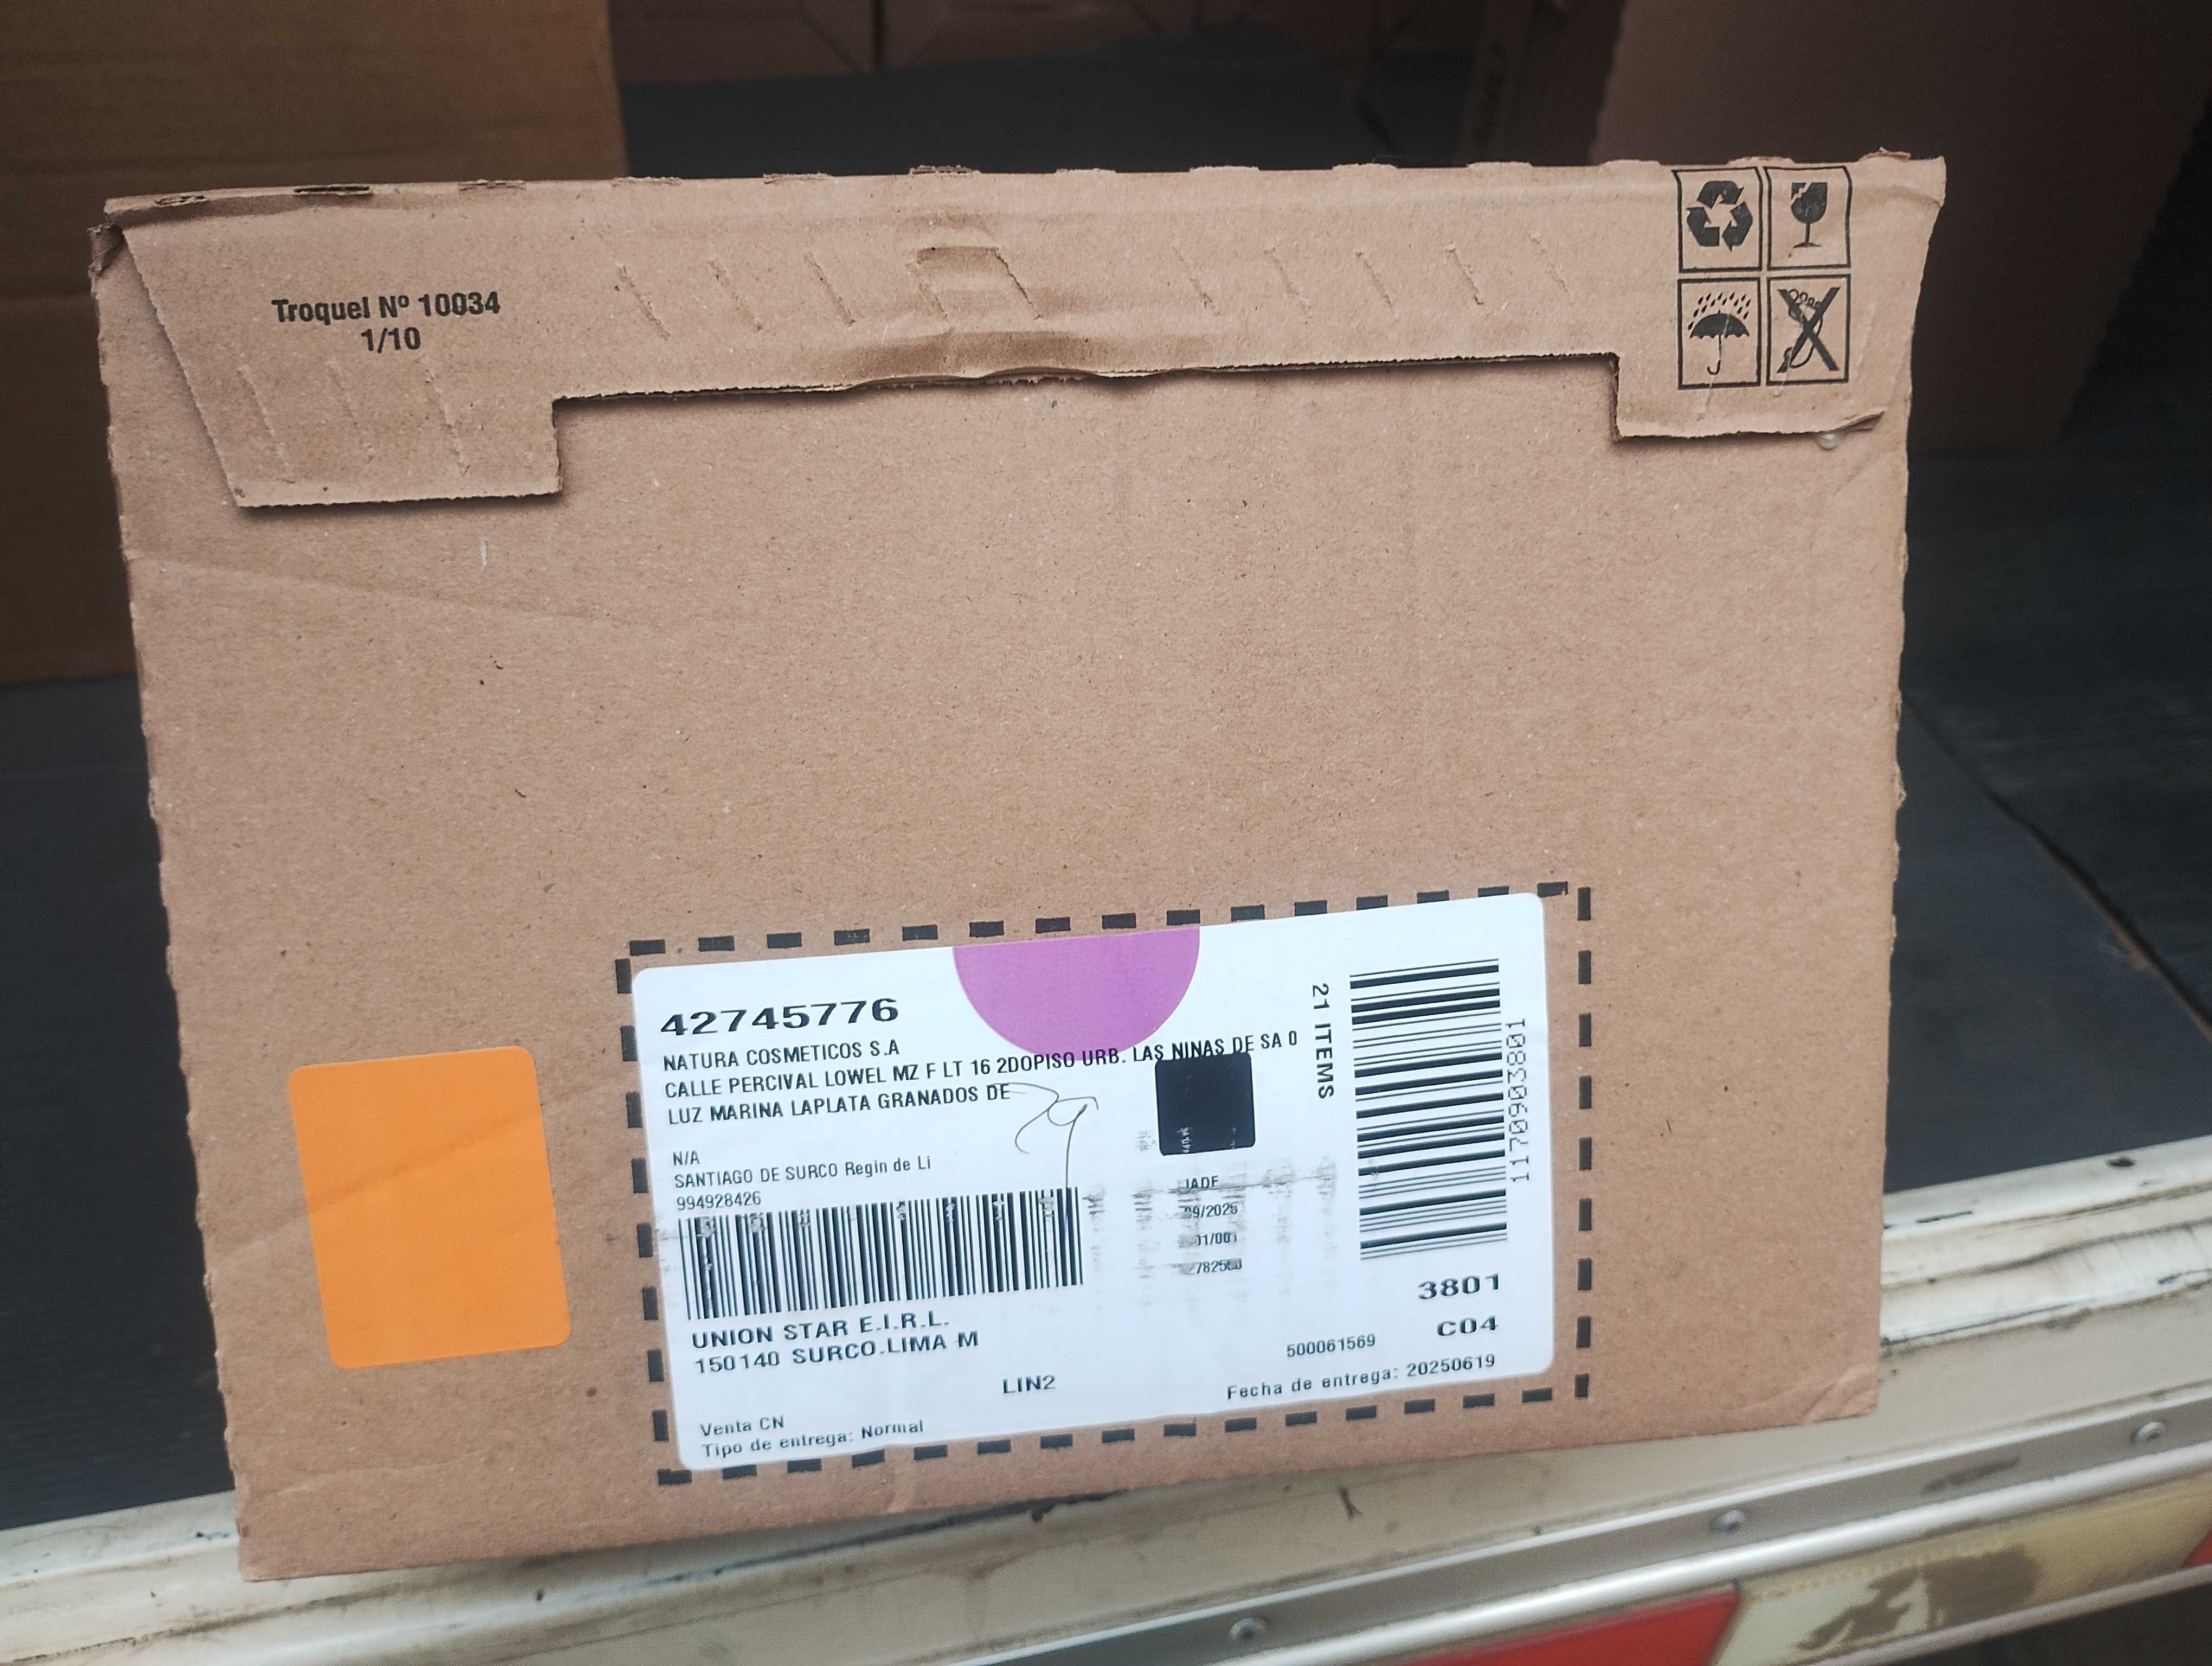 Troquel Nº 10034
1/10
42745776
NATURA COSMETICOS S.A
CALLE PERCIVAL LOWEL MZ F LT 16 2DOPISO URB. LAS NINAS DE SA 0
LUZ MARINA LAPLATA GRANADOS DE
N/A
SANTIAGO DE SURCO Regin de Li
994928426
UNION STAR E.I.R.L.
150140 SURCO.LIMA M
LIN2
Venta CN
Tipo de entrega: Normal
21 ITEMS
1170906903801
3801
C04
500061569
Fecha de entrega: 20250619